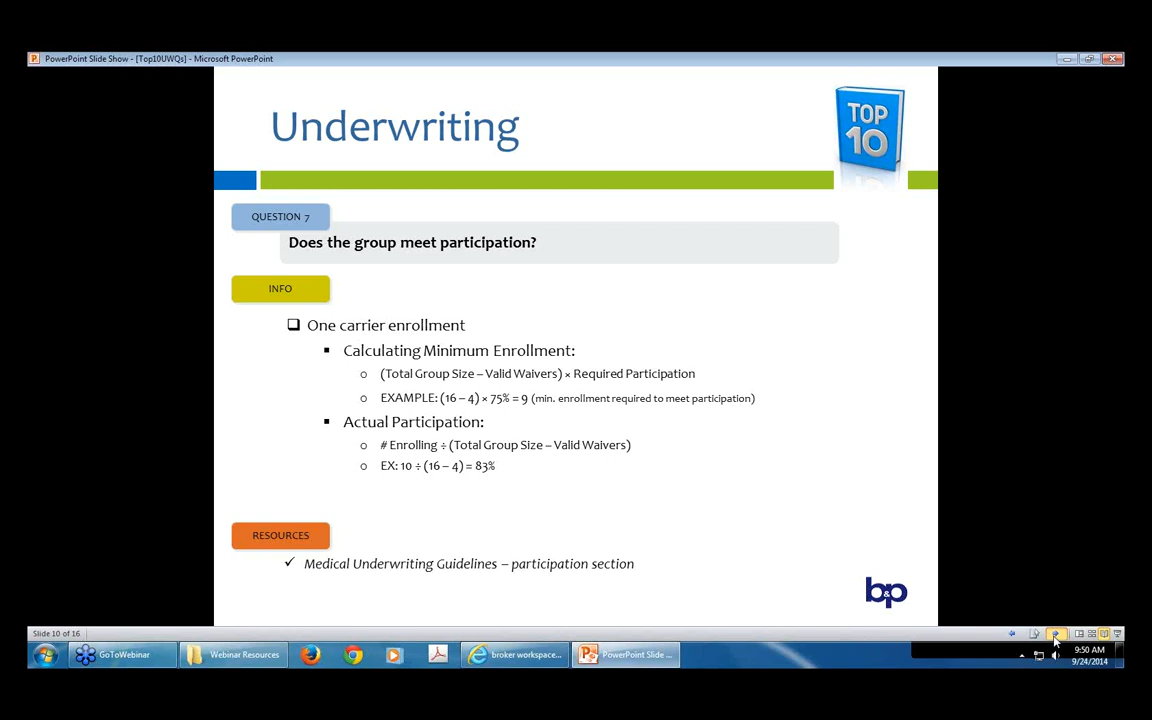 PowerPoint Slide Show - [Top10UWQs] - Microsoft PowerPoint
Underwriting
TOP
10
QUESTION 7
Does the group meet participation?
INFO
❑ One carrier enrollment
▪ Calculating Minimum Enrollment:
o (Total Group Size – Valid Waivers) × Required Participation
o EXAMPLE: (16 – 4) × 75% = 9 (min. enrollment required to meet participation)
▪ Actual Participation:
o # Enrolling ÷ (Total Group Size – Valid Waivers)
o EX: 10 ÷ (16 – 4) = 83%
RESOURCES
✓ Medical Underwriting Guidelines – participation section
b&p
Slide 10 of 16
GoToWebinar
Webinar Resources
broker workspace...
PowerPoint Slide ...
9:50 AM
9/24/2014